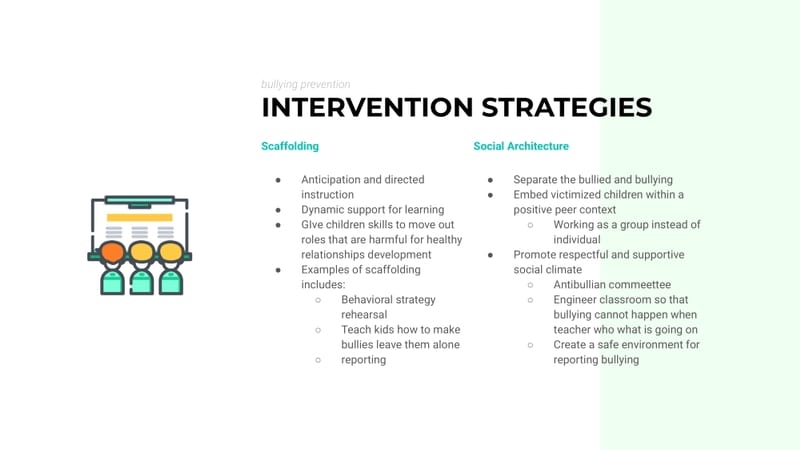 bullying prevention
INTERVENTION STRATEGIES
Scaffolding
● Anticipation and directed
instruction
● Dynamic support for learning
● GIve children skills to move out
roles that are harmful for healthy
relationships development
● Examples of scaffolding
includes:
○ Behavioral strategy
rehearsal
○ Teach kids how to make
bullies leave them alone
○ reporting
Social Architecture
● Separate the bullied and bullying
● Embed victimized children within a
positive peer context
○ Working as a group instead of
individual
● Promote respectful and supportive
social climate
○ Antibullian commeettee
○ Engineer classroom so that
bullying cannot happen when
teacher who what is going on
○ Create a safe environment for
reporting bullying